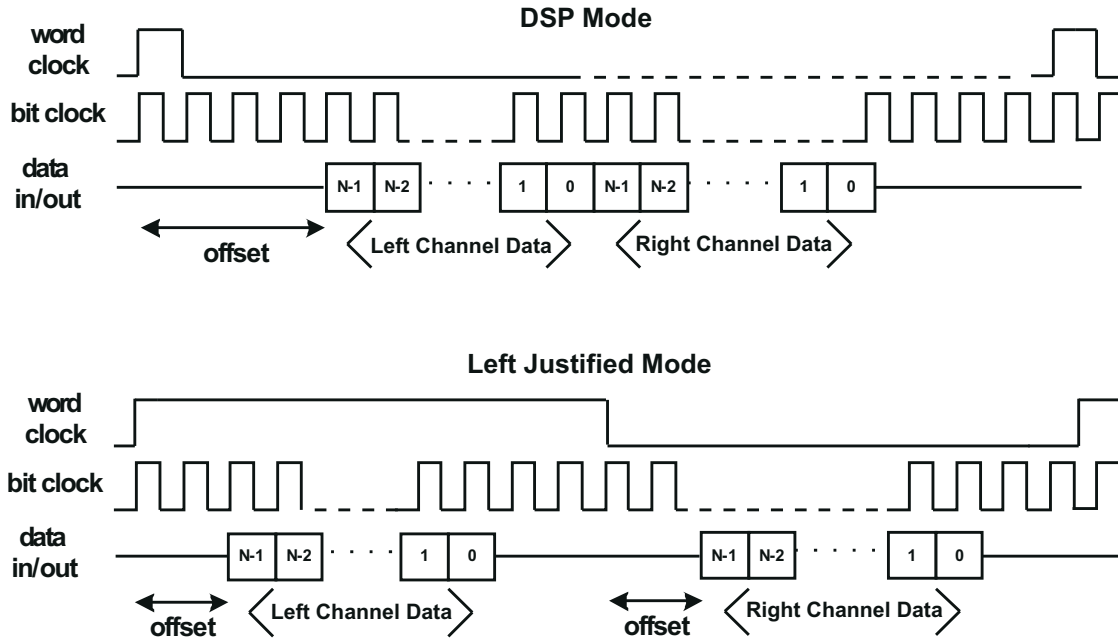 DSP Mode
word
clock
bit clock
data
in/out
N-1 N-2 · · · · · 1 0 N-1 N-2 · · · · · 1 0
offset
Left Channel Data
Right Channel Data
Left Justified Mode
word
clock
bit clock
data
in/out
N-1 N-2 · · · · · 1 0 N-1 N-2 · · · · · 1 0
offset
Left Channel Data
offset
Right Channel Data